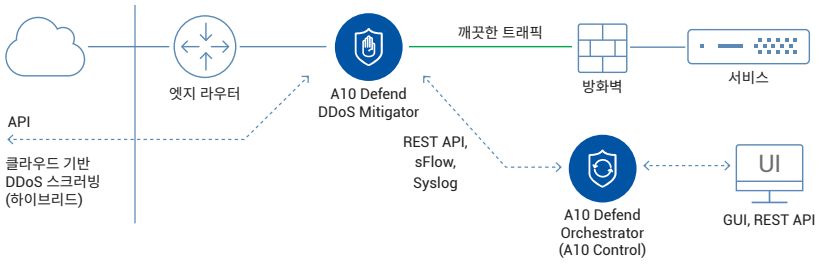 깨끗한 트래픽
엣지 라우터
A10 Defend
DDoS Mitigator
방화벽
서비스
API
클라우드 기반
DDoS 스크러빙
(하이브리드)
REST API,
sFlow,
Syslog
UI
A10 Defend
Orchestrator
(A10 Control)
GUI, REST API